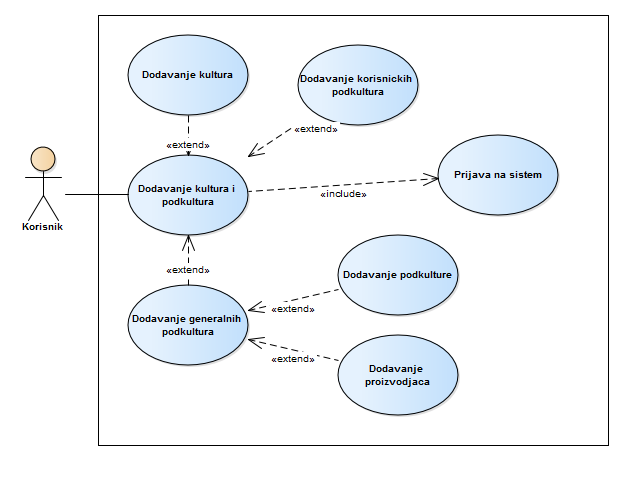 Dodavanje kultura
Dodavanje korisnickih
podkultura
«extend»
«extend»
Prijava na sistem
Dodavanje kultura i
podkultura
«include»
Korisnik
«extend»
Dodavanje podkulture
«extend»
Dodavanje generalnih
podkultura
«extend»
Dodavanje
proizvodjaca